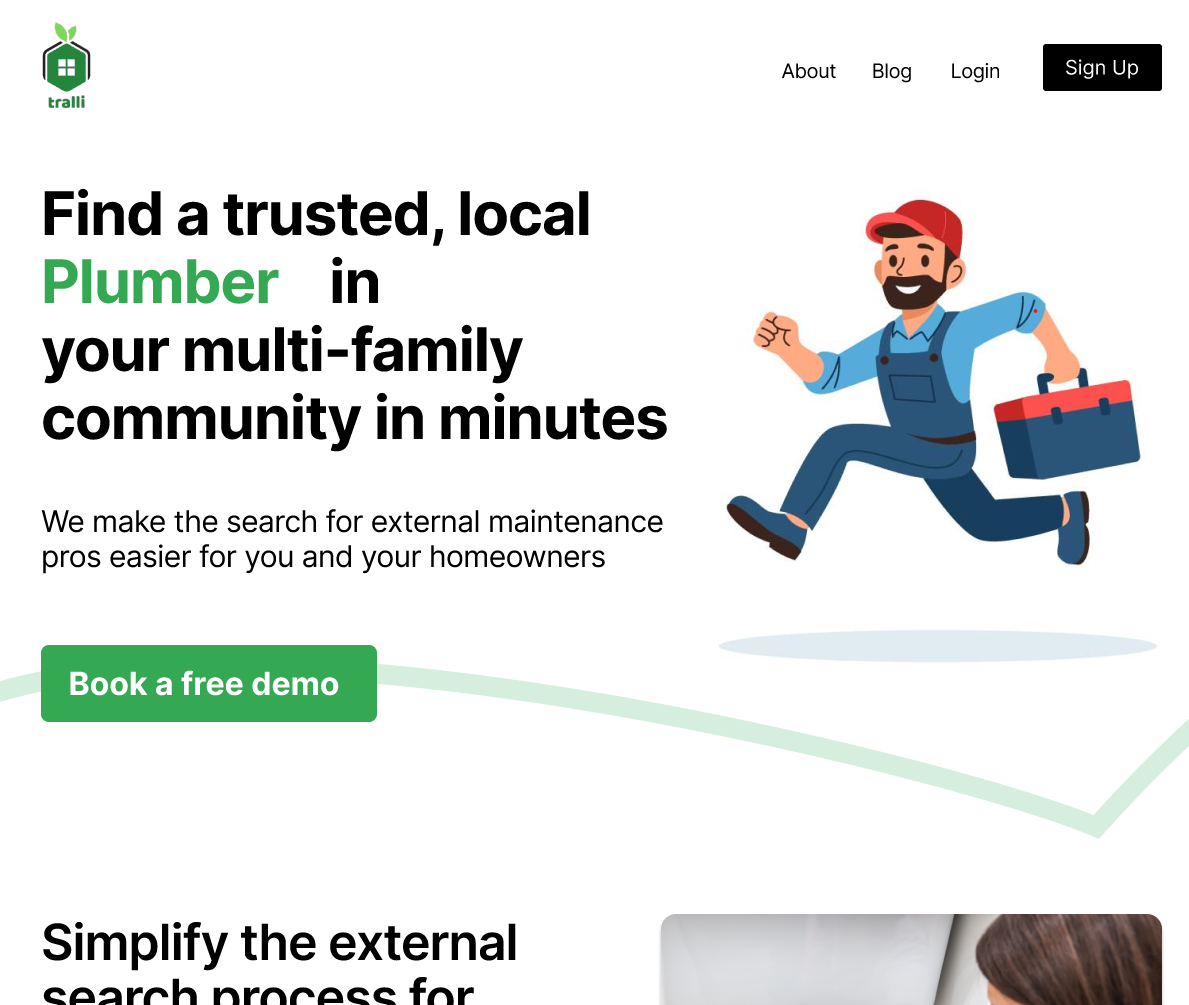 tralli
About Blog Login Sign Up
Find a trusted, local
Plumber in
your multi-family
community in minutes
We make the search for external maintenance
pros easier for you and your homeowners
Book a free demo
Simplify the external
search process for